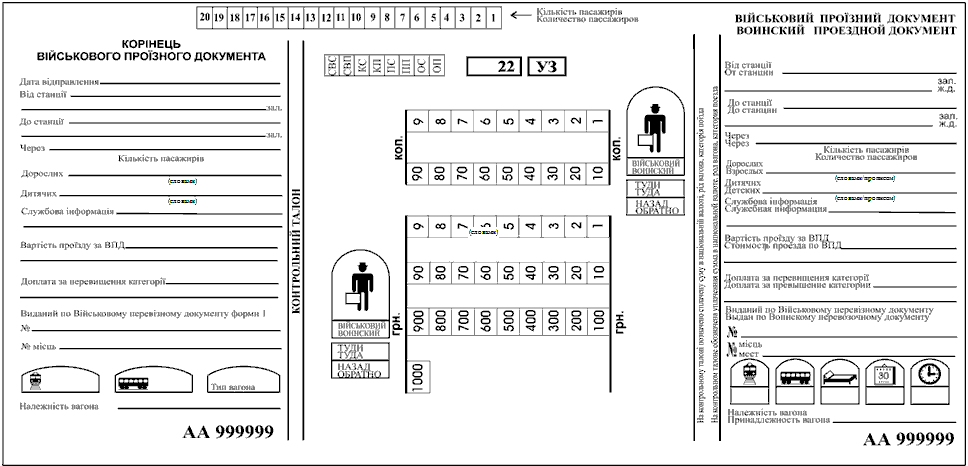 20 19 18 17 16 15 14 13 12 11 10 9 8 7 6 5 4 3 2 1
Кількість пасажирів
Количество пассажиров
КОРІНЕЦЬ
ВІЙСЬКОВОГО ПРОЇЗНОГО ДОКУМЕНТА
Дата відправлення
Від станції
зал.
До станції
зал.
Через
Кількість пасажирів
Дорослих
(словами)
Дитячих
(словами)
Службова інформація
Вартість проїзду за ВПД
Доплата за перевищення категорії
Виданий по Військовому перевізному документу форми 1
№
№ місць
Тип вагона
Належність вагона
АА 999999
КОНТРОЛЬНИЙ ТАЛОН
СВС СВП КС КП ПС ПП ОС ОП
22 УЗ
коп.
9 8 7 6 5 4 3 2 1
90 80 70 60 50 40 30 20 10
коп.
ВІЙСЬКОВИЙ
ВОИНСКИЙ
ТУДИ
ТУДА
НАЗАД
ОБРАТНО
9 8 7 6 5 4 3 2 1
(словами)
90 80 70 60 50 40 30 20 10
грн.
900 800 700 600 500 400 300 200 100
грн.
1000
ВІЙСЬКОВИЙ
ВОИНСКИЙ
ТУДИ
ТУДА
НАЗАД
ОБРАТНО
На контрольному талоні позначено сплачену суму в національній валюті, рід вагона, категорія поїзда
На контрольном талоне обозначена уплаченная сумма в национальной валюте, род вагона, категория поезда
ВІЙСЬКОВИЙ ПРОЇЗНИЙ ДОКУМЕНТ
ВОИНСКИЙ ПРОЕЗДНОЙ ДОКУМЕНТ
Від станції
От станции
зал.
ж.д.
До станції
До станции
зал.
ж.д.
Через
Через
Кількість пасажирів
Количество пассажиров
Дорослих
Взрослых
(словами/прописом)
Дитячих
Детских
(словами/прописом)
Службова інформація
Служебная информация
Вартість проїзду за ВПД
Стоимость проезда по ВПД
Доплата за перевищення категорії
Доплата за превышение категории
Виданий по Військовому перевізному документу
Выдан по Воинскому перевозочному документу
№
№ місць
№ мест
30
Належність вагона
Принадлежность вагона
АА 999999